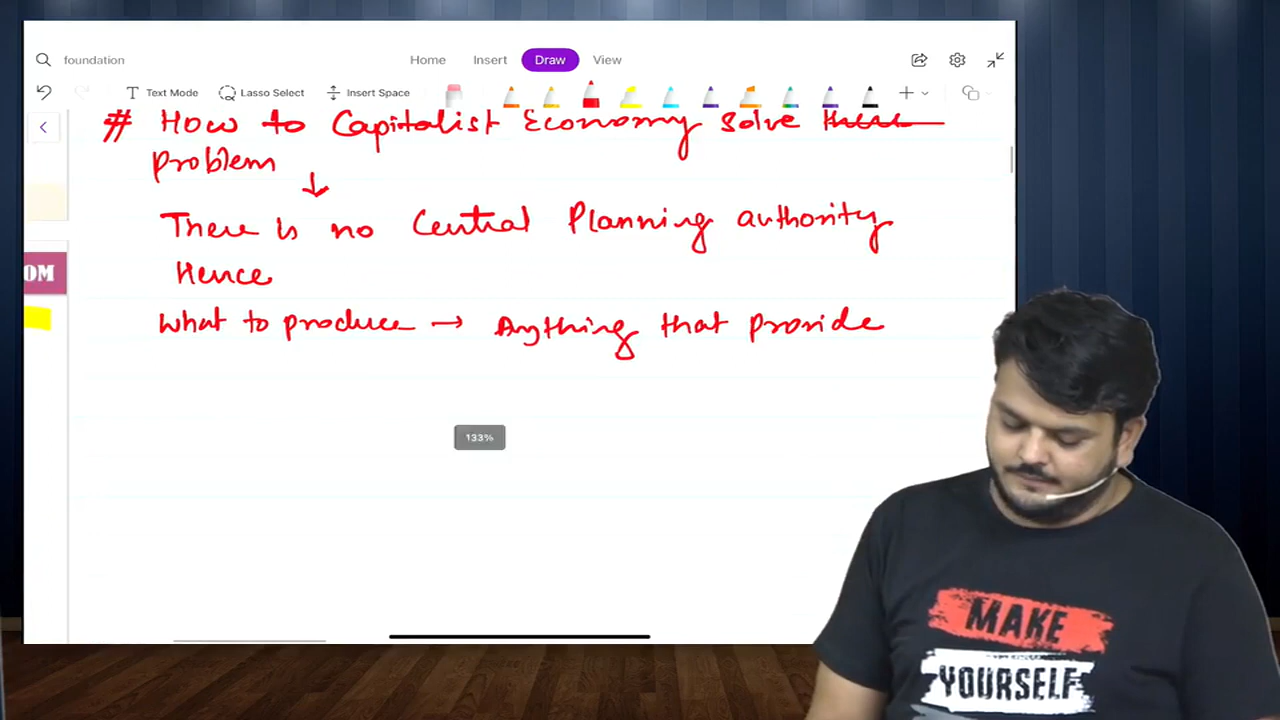 foundation
Home Insert Draw View
Text Mode Lasso Select Insert Space
# How to Capitalist Economy solve these
problem
There is no Central Planning authority
OM
Hence
What to produce → Anything that provide
133%
MAKE
YOURSELF